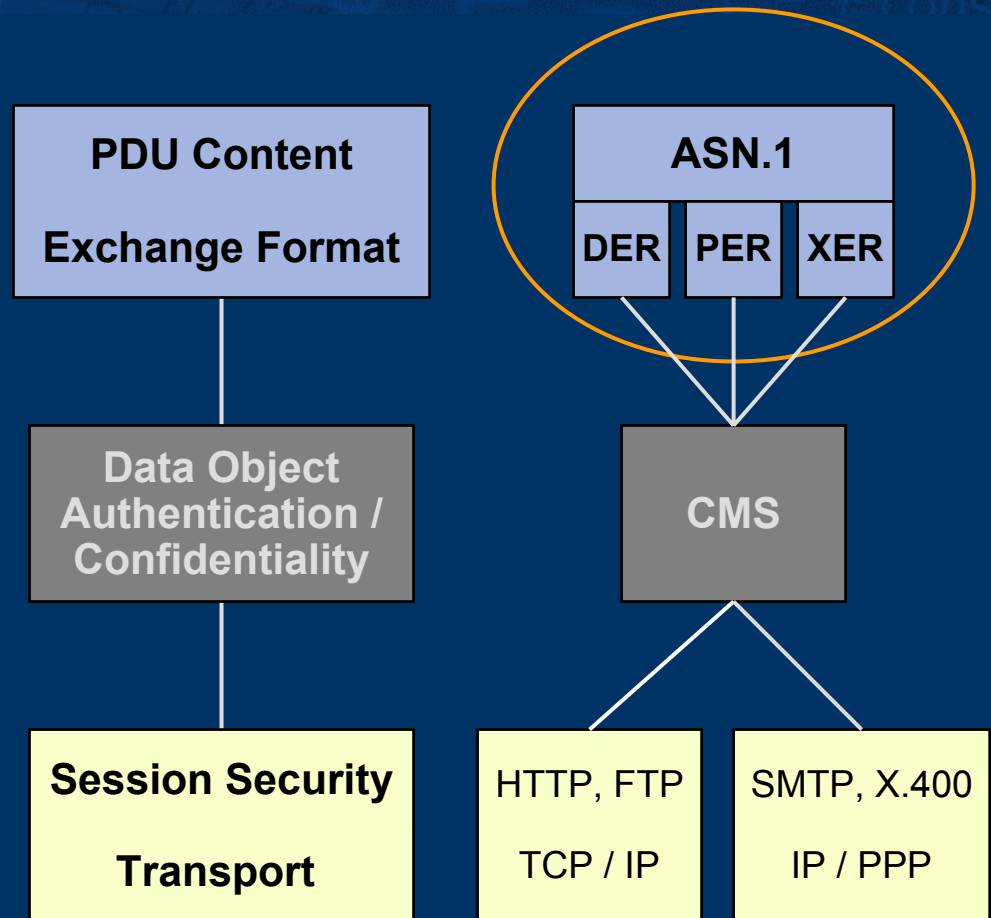 PDU Content
Exchange Format
ASN.1
DER
PER
XER
Data Object
Authentication /
Confidentiality
CMS
Session Security
Transport
HTTP, FTP
TCP / IP
SMTP, X.400
IP / PPP